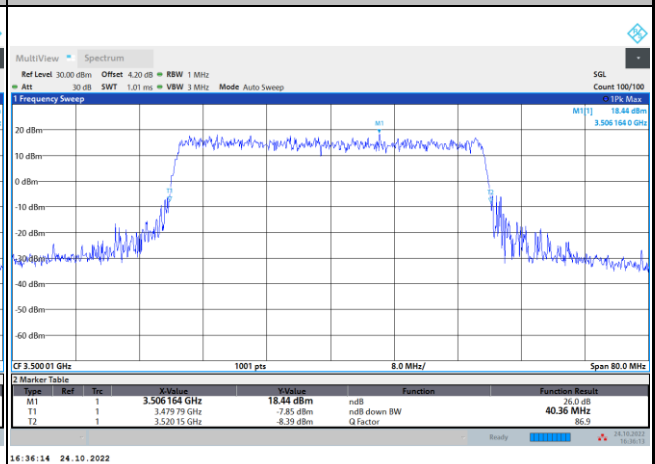 MultiView Spectrum
Ref Level 30.00 dBm Offset 4.20 dB RBW 1 MHz SGL
Att 30 dB SWT 1.01 ms VBW 3 MHz Mode Auto Sweep Count 100/100
1 Frequency Sweep 1Pk Max
M1[1] 18.44 dBm
3.506 164 0 GHz
M1
20 dBm
10 dBm
0 dBm
T1
T2
-10 dBm
-20 dBm
-30 dBm
-40 dBm
-50 dBm
-60 dBm
CF 3.500 01 GHz 1001 pts 8.0 MHz/ Span 80.0 MHz
2 Marker Table
Type Ref Trc X-Value Y-Value Function Function Result
M1 1 3.506 164 GHz 18.44 dBm ndB 26.0 dB
T1 1 3.479 79 GHz -7.85 dBm ndB down BW 40.36 MHz
T2 1 3.520 15 GHz -8.39 dBm Q Factor 86.9
Ready 24.10.2022
16:36:13
16:36:14 24.10.2022